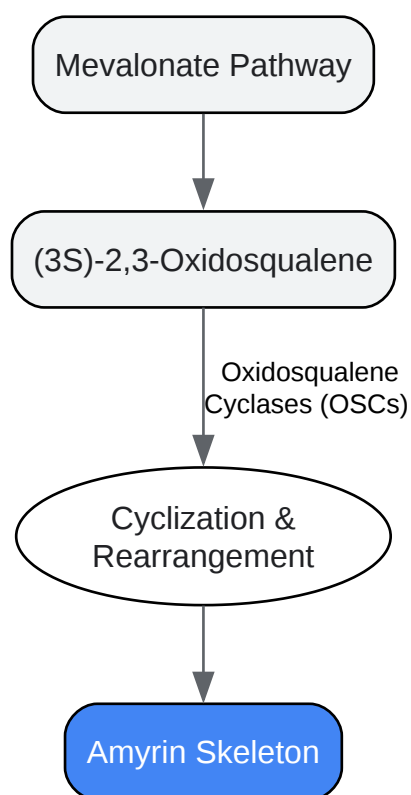 Mevalonate Pathway
(3S)-2,3-Oxidosqualene
Oxidosqualene
Cyclases (OSCs)
Cyclization &
Rearrangement
Amyrin Skeleton